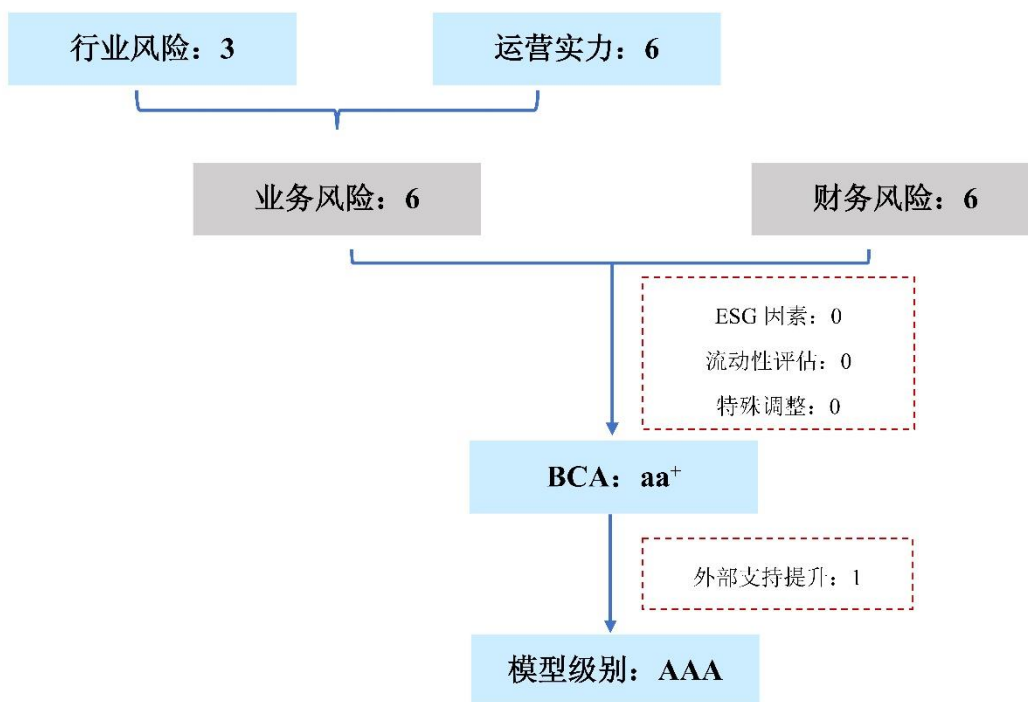 行业风险：3
运营实力：6
业务风险：6
财务风险：6
ESG 因素：0
流动性评估：0
特殊调整：0
BCA：aa⁺
外部支持提升：1
模型级别：AAA